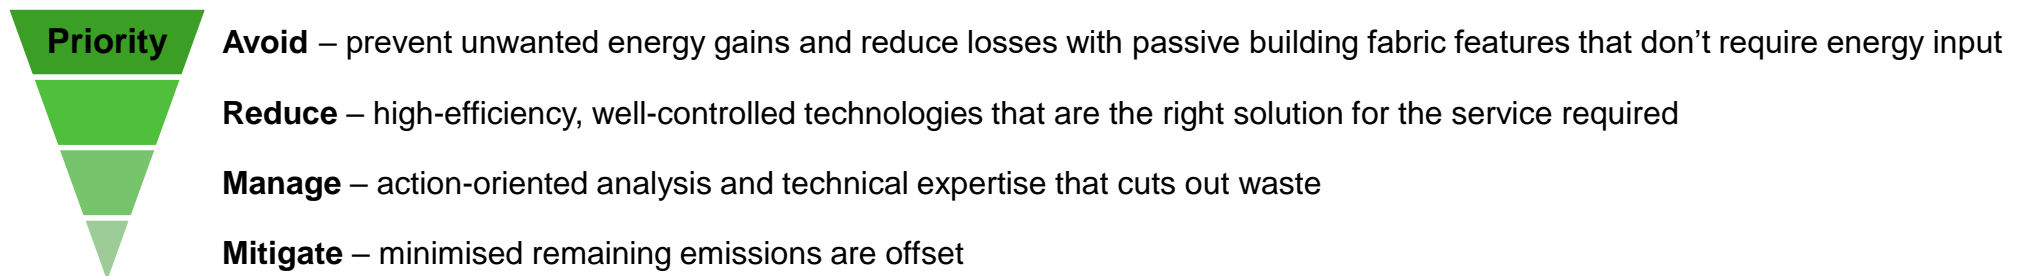 Priority
Avoid – prevent unwanted energy gains and reduce losses with passive building fabric features that don’t require energy input
Reduce – high-efficiency, well-controlled technologies that are the right solution for the service required
Manage – action-oriented analysis and technical expertise that cuts out waste
Mitigate – minimised remaining emissions are offset